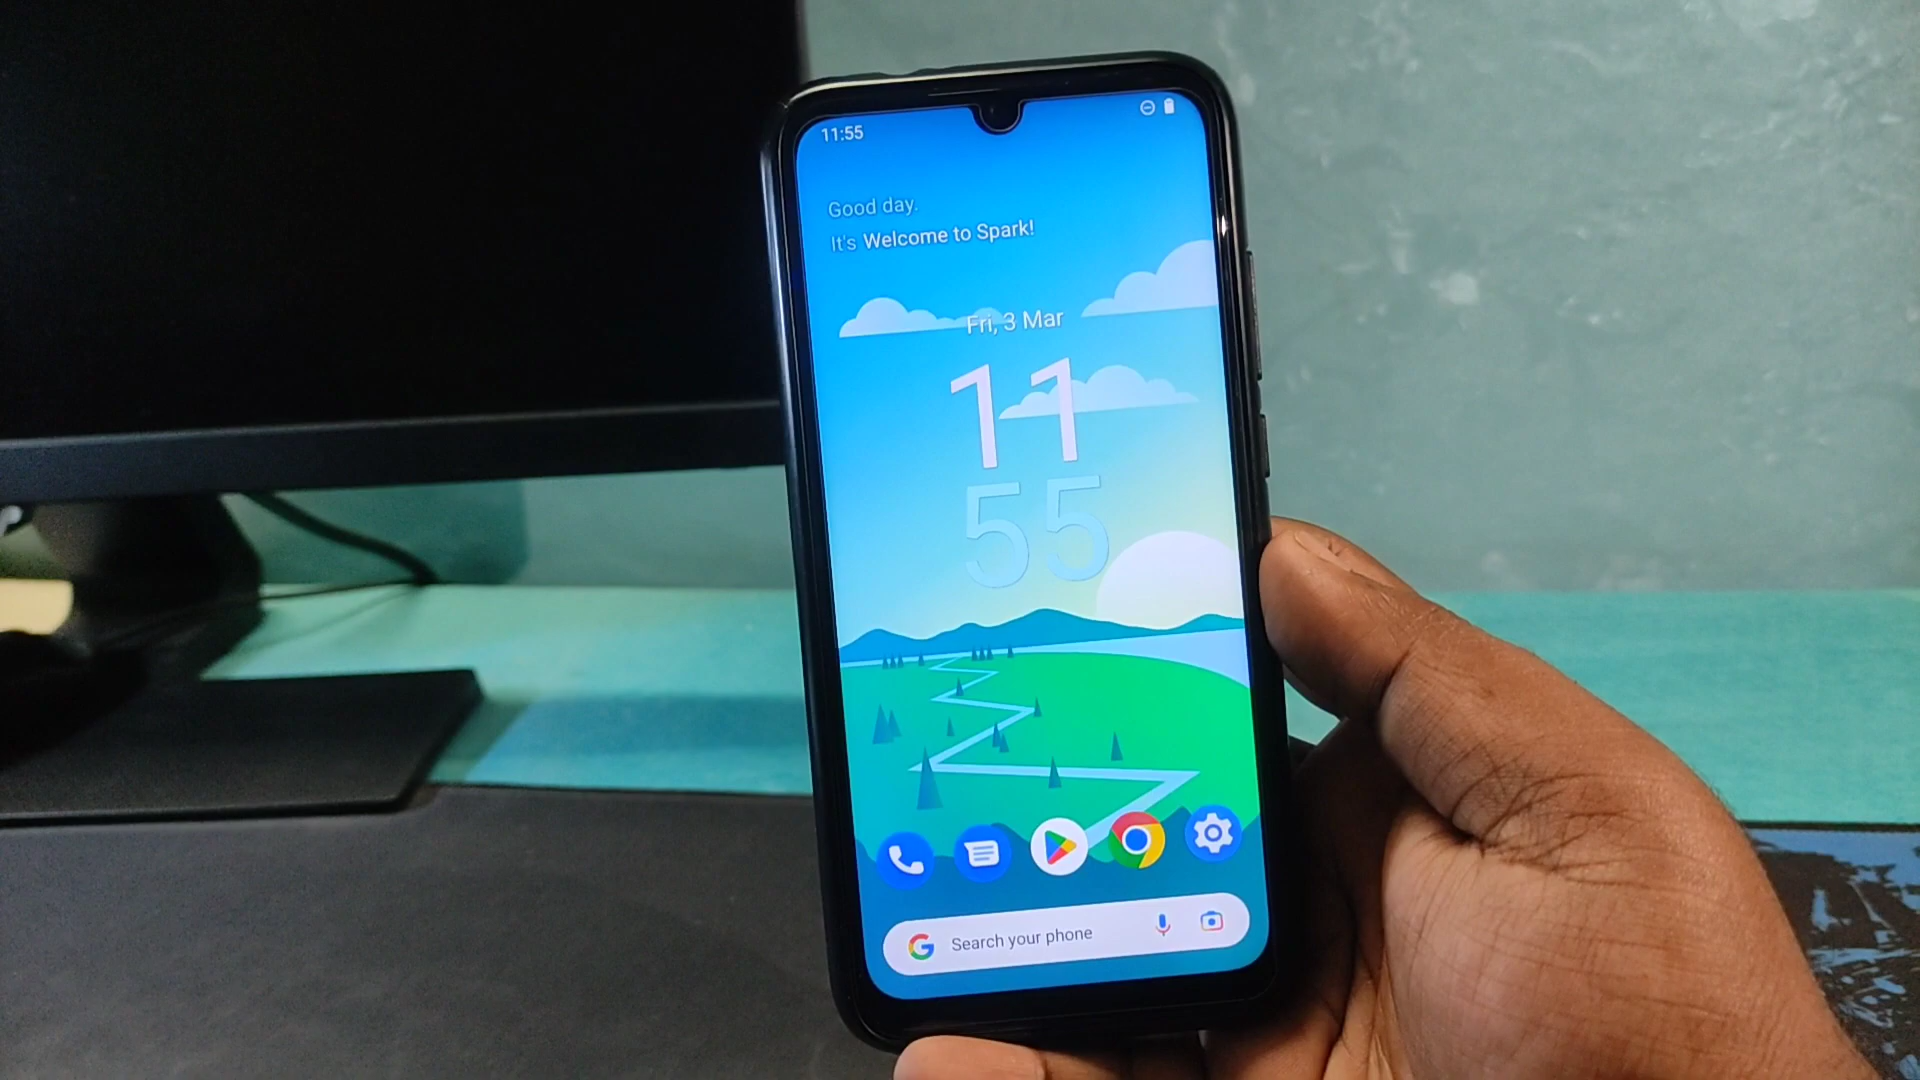 11:55
Good day.
It's Welcome to Spark!
Fri, 3 Mar
11
55
Search your phone